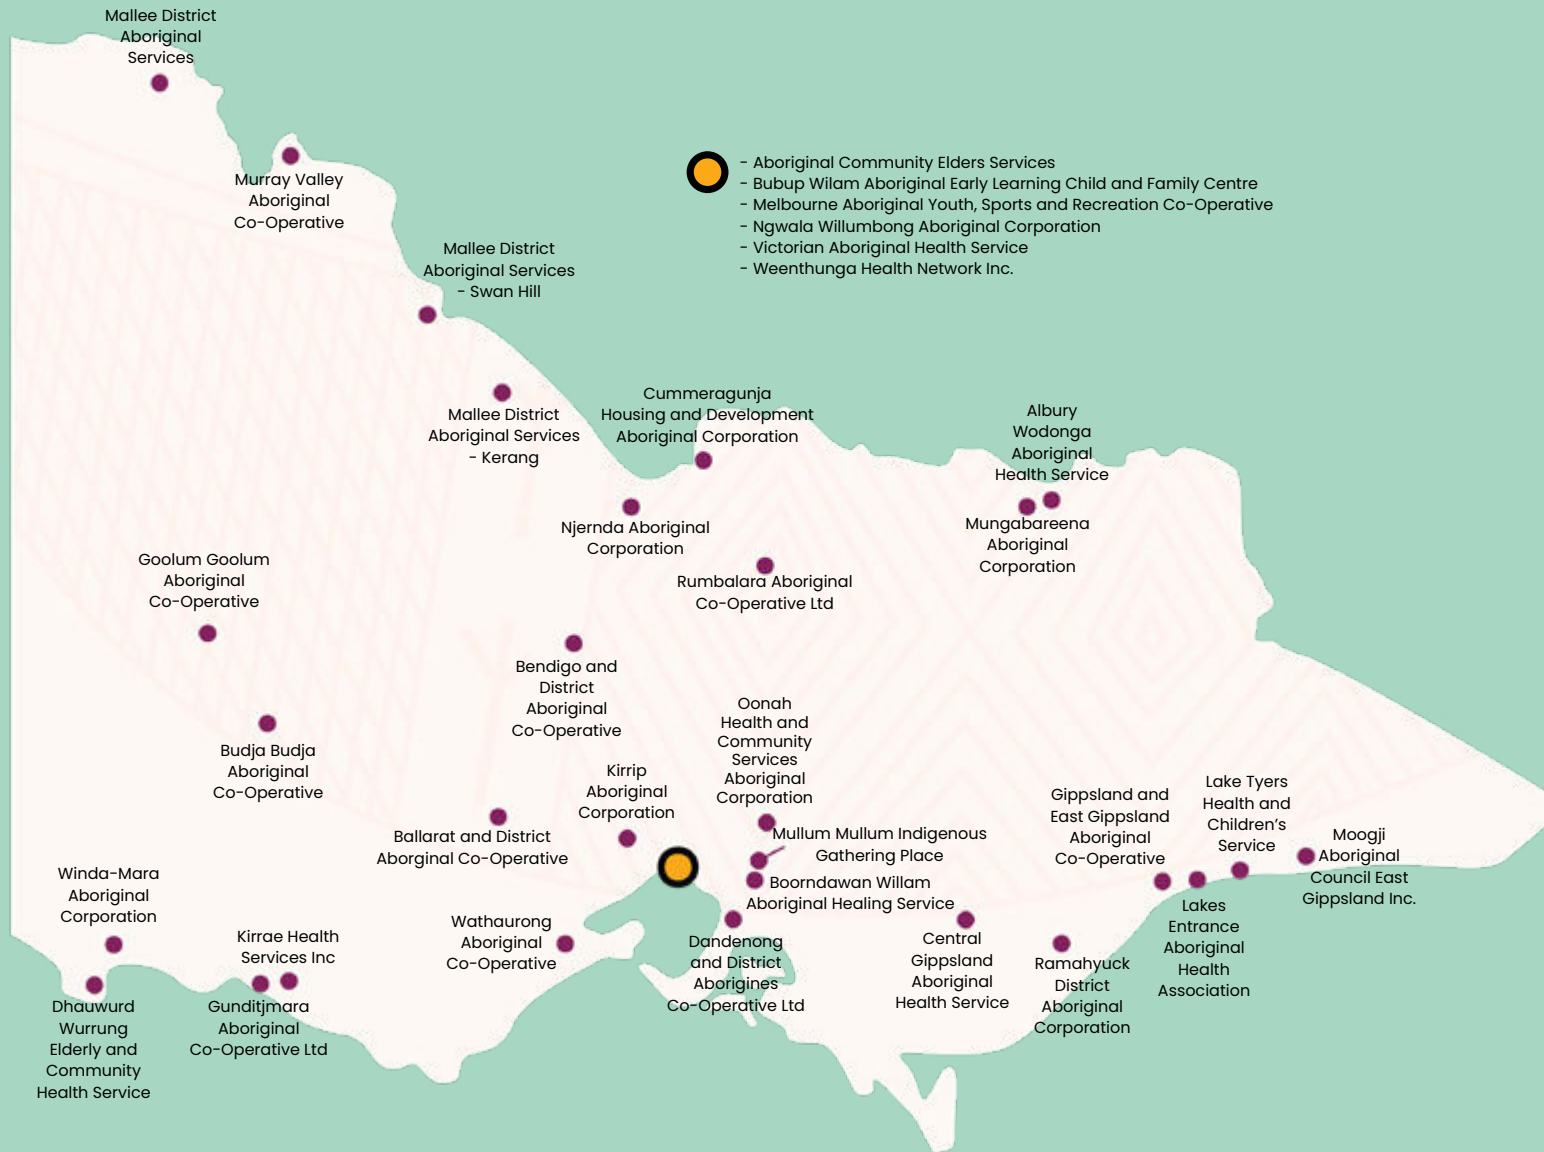 Mallee District
Aboriginal
Services
Murray Valley
Aboriginal
Co-Operative
- Aboriginal Community Elders Services
- Bubup Wilam Aboriginal Early Learning Child and Family Centre
- Melbourne Aboriginal Youth, Sports and Recreation Co-Operative
- Ngwala Willumbong Aboriginal Corporation
- Victorian Aboriginal Health Service
- Weenthunga Health Network Inc.
Mallee District
Aboriginal Services
- Swan Hill
Mallee District
Aboriginal Services
- Kerang
Cummeragunja
Housing and Development
Aboriginal Corporation
Albury
Wodonga
Aboriginal
Health Service
Njernda Aboriginal
Corporation
Mungabareena
Aboriginal
Corporation
Goolum Goolum
Aboriginal
Co-Operative
Rumbalara Aboriginal
Co-Operative Ltd
Bendigo and
District
Aboriginal
Co-Operative
Oonah
Health and
Community
Services
Aboriginal
Corporation
Budja Budja
Aboriginal
Co-Operative
Kirrip
Aboriginal
Corporation
Ballarat and District
Aborginal Co-Operative
Mullum Mullum Indigenous
Gathering Place
Boorndawan Willam
Aboriginal Healing Service
Gippsland and
East Gippsland
Aboriginal
Co-Operative
Lake Tyers
Health and
Children's
Service
Moogji
Aboriginal
Council East
Gippsland Inc.
Winda-Mara
Aboriginal
Corporation
Kirrae Health
Services Inc
Wathaurong
Aboriginal
Co-Operative
Dandenong
and District
Aborigines
Co-Operative Ltd
Central
Gippsland
Aboriginal
Health Service
Ramahyuck
District
Aboriginal
Corporation
Lakes
Entrance
Aboriginal
Health
Association
Dhauwurd
Wurrung
Elderly and
Community
Health Service
Gunditjmara
Aboriginal
Co-Operative Ltd